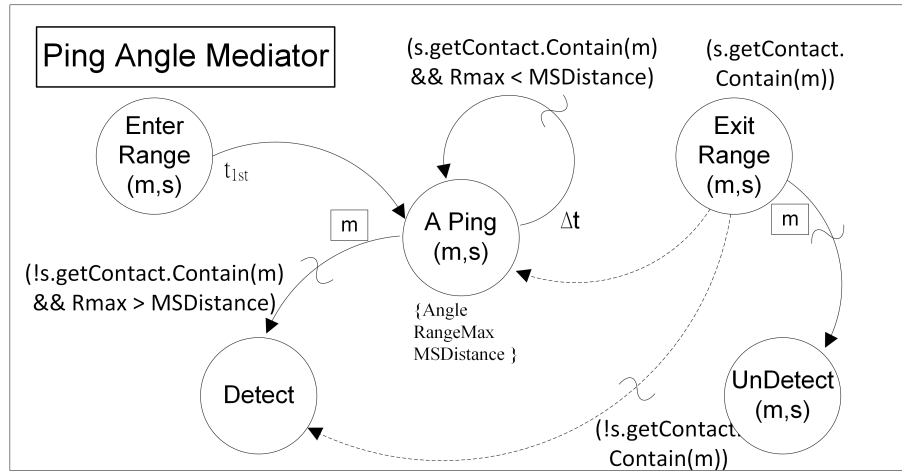 Ping Angle Mediator
(s.getContact.Contain(m)
&& Rmax < MSDistance)
(s.getContact.
Contain(m))
Enter
Range
(m,s)
t1st
Exit
Range
(m,s)
m
A Ping
(m,s)
Δt
m
(!s.getContact.Contain(m)
&& Rmax > MSDistance)
{Angle
RangeMax
MSDistance }
Detect
UnDetect
(m,s)
(!s.getContact.
Contain(m))